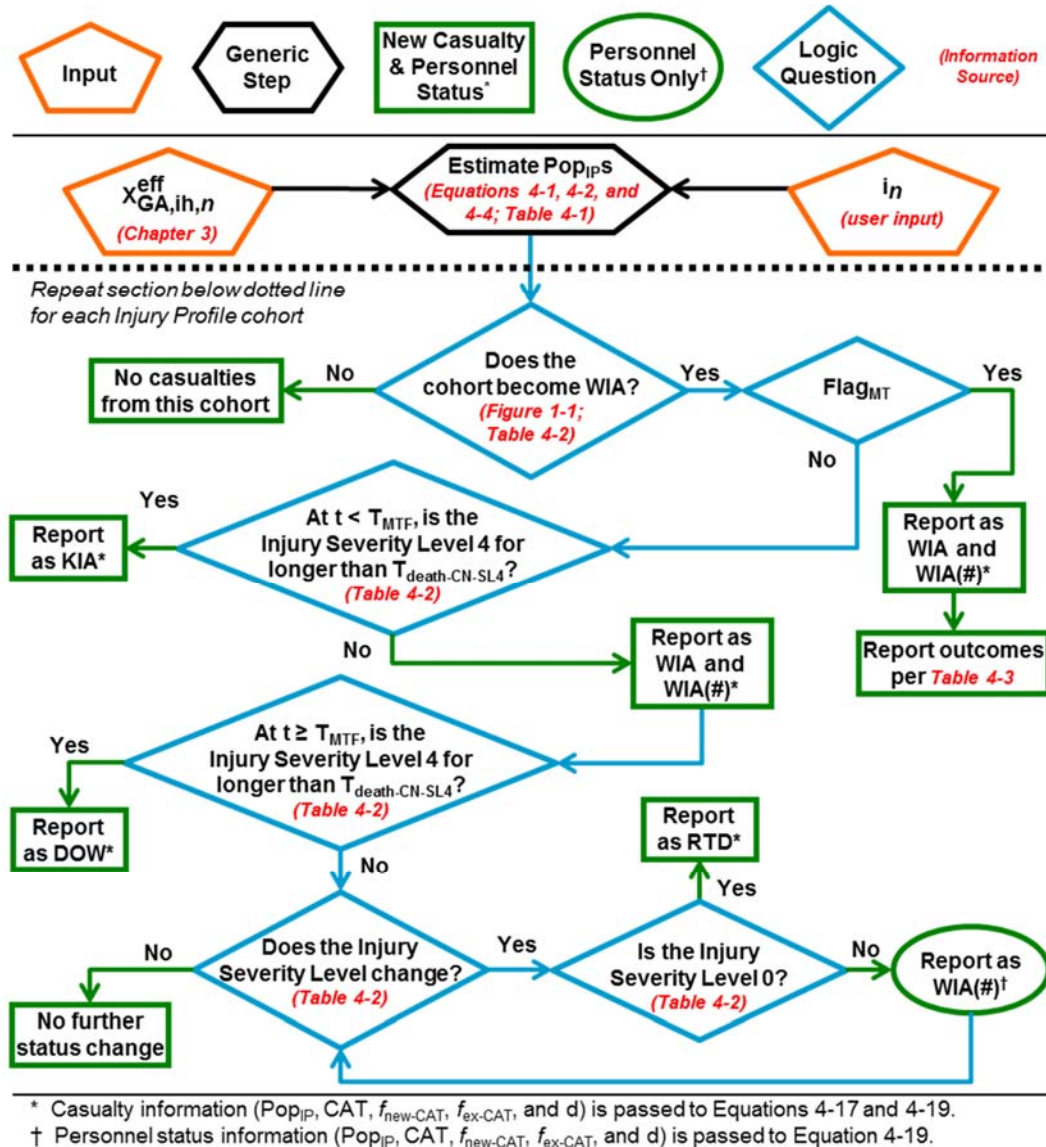 Input
Generic
Step
New Casualty
& Personnel
Status*
Personnel
Status Only†
Logic
Question
(Information
Source)
X^eff_GA,ih,n
(Chapter 3)
Estimate Pop_IPs
(Equations 4-1, 4-2, and
4-4; Table 4-1)
i_n
(user input)
Repeat section below dotted line
for each Injury Profile cohort
No casualties
from this cohort
No
Does the
cohort become WIA?
(Figure 1-1;
Table 4-2)
Yes
Flag_MT
Yes
No
Yes
Report
as KIA*
At t < T_MTF, is the
Injury Severity Level 4 for
longer than T_death-CN-SL4?
(Table 4-2)
Report as
WIA and
WIA(#)*
No
Report as
WIA and
WIA(#)*
Report outcomes
per Table 4-3
At t ≥ T_MTF, is the
Injury Severity Level 4 for
longer than T_death-CN-SL4?
(Table 4-2)
Yes
Report
as DOW*
Report
as RTD*
No
Yes
No
Does the Injury
Severity Level change?
(Table 4-2)
Yes
Is the Injury
Severity Level 0?
(Table 4-2)
No
Report as
WIA(#)†
No further
status change
* Casualty information (Pop_IP, CAT, f_new-CAT, f_ex-CAT, and d) is passed to Equations 4-17 and 4-19.
† Personnel status information (Pop_IP, CAT, f_new-CAT, f_ex-CAT, and d) is passed to Equation 4-19.